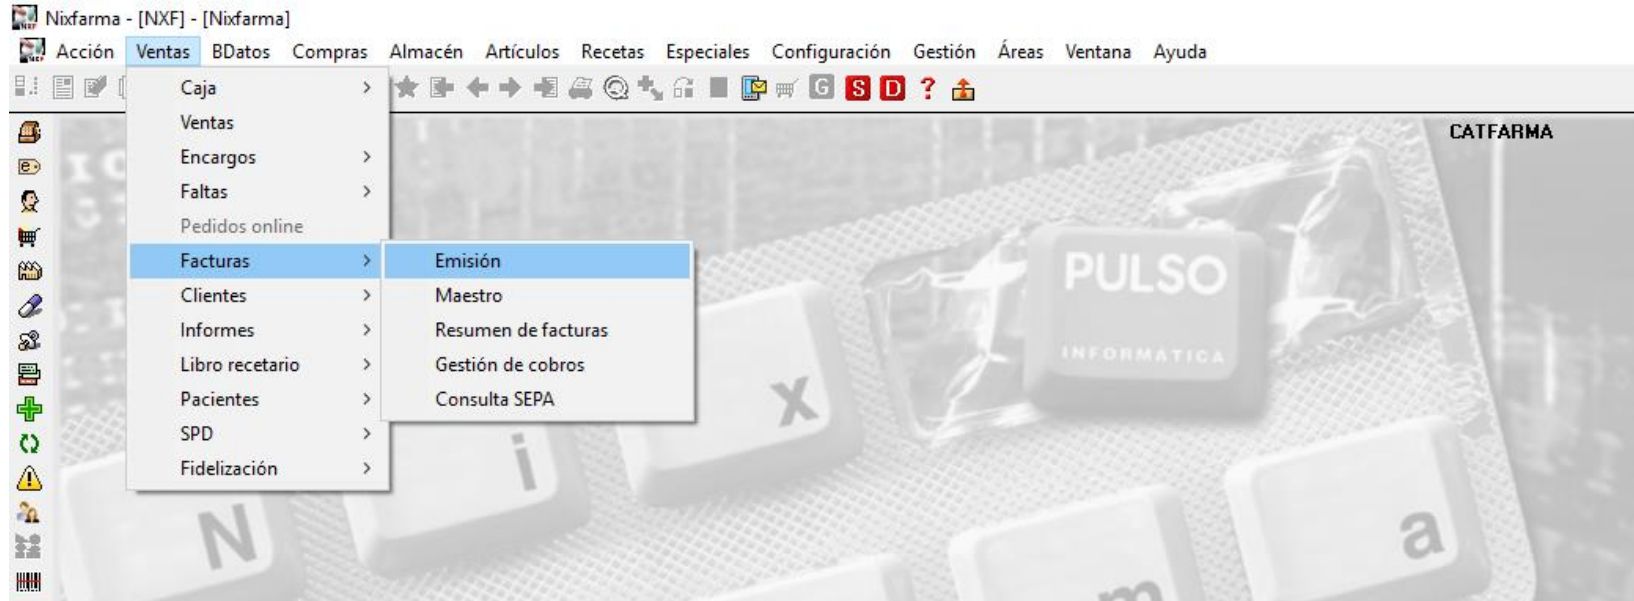 Nixfarma - [NXF] - [Nixfarma]
Acción Ventas BDatos Compras Almacén Artículos Recetas Especiales Configuración Gestión Áreas Ventana Ayuda
G S D ?
Caja
Ventas
Encargos
Faltas
Pedidos online
Facturas
Clientes
Informes
Libro recetario
Pacientes
SPD
Fidelización
Emisión
Maestro
Resumen de facturas
Gestión de cobros
Consulta SEPA
CATFARMA
PULSO
INFORMATICA
N i x
m a